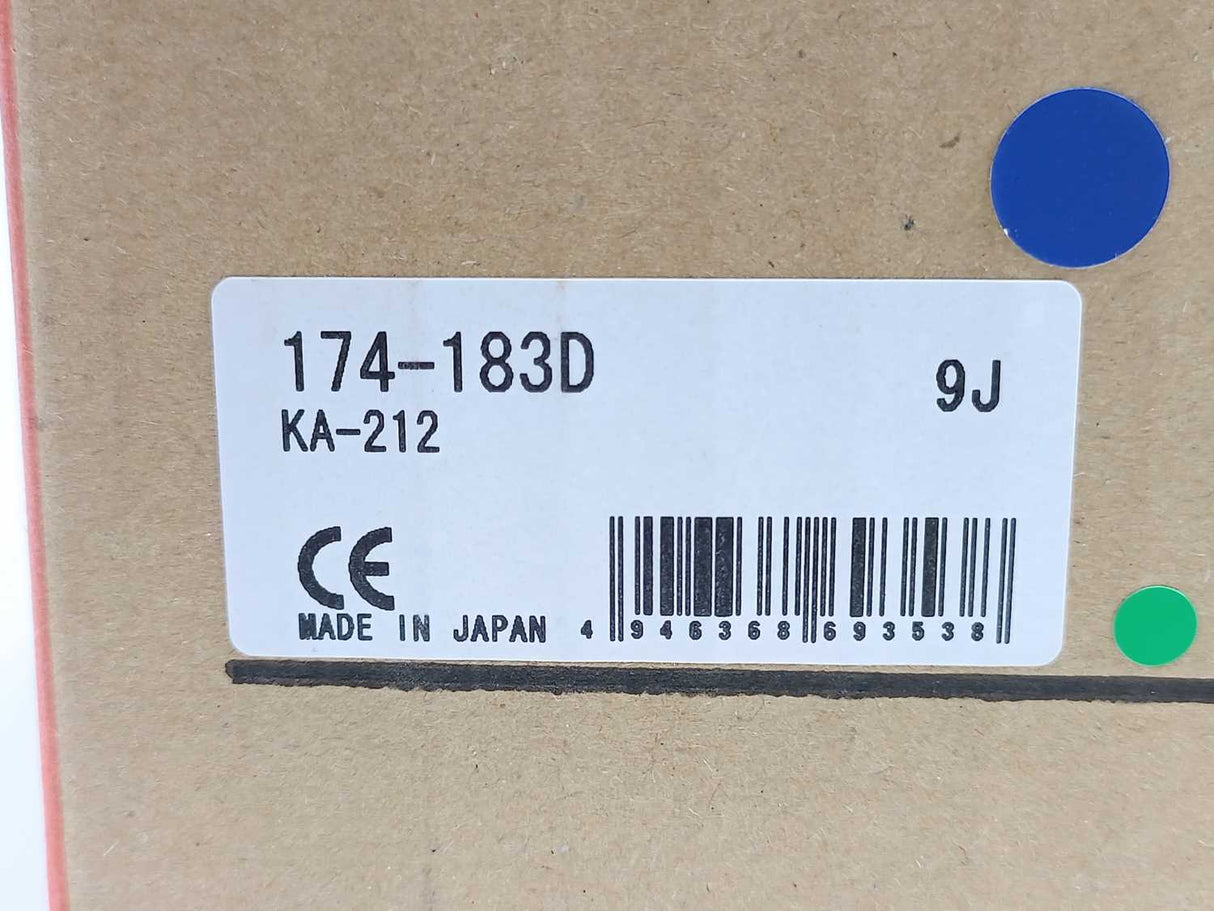 174-183D
9J
KA-212
CE
MADE IN JAPAN
4 946368 693538